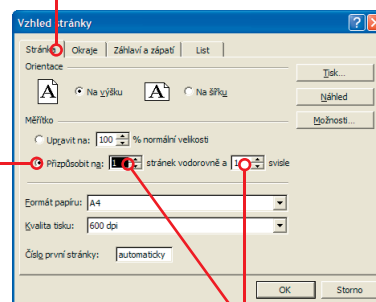 Vzhled stránky
Stránka Okraje Záhlaví a zápatí List
Orientace
Tisk...
A Na výšku A Na šířku
Náhled
Měřítko
Možnosti...
Upravit na: 100 % normální velikosti
Přizpůsobit na: 1 stránek vodorovně a 1 svisle
Formát papíru: A4
Kvalita tisku: 600 dpi
Číslo první stránky: automaticky
OK Storno